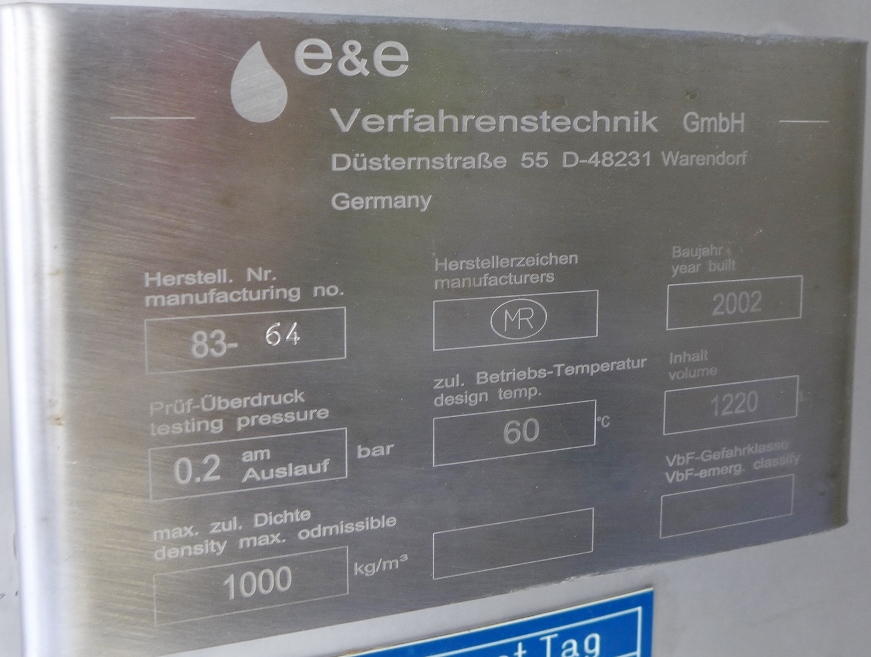 e&e
Verfahrenstechnik GmbH
Düsternstraße 55 D-48231 Warendorf
Germany
Herstell. Nr.
manufacturing no.
83- 64
Herstellerzeichen
manufacturers
MR
Baujahr
year built
2002
Prüf-Überdruck
testing pressure
0.2 am Auslauf bar
zul. Betriebs-Temperatur
design temp.
60 °C
Inhalt
volume
1220 l
max. zul. Dichte
density max. odmissible
1000 kg/m³
VbF-Gefahrklasse
VbF-emerg. classify
Tag